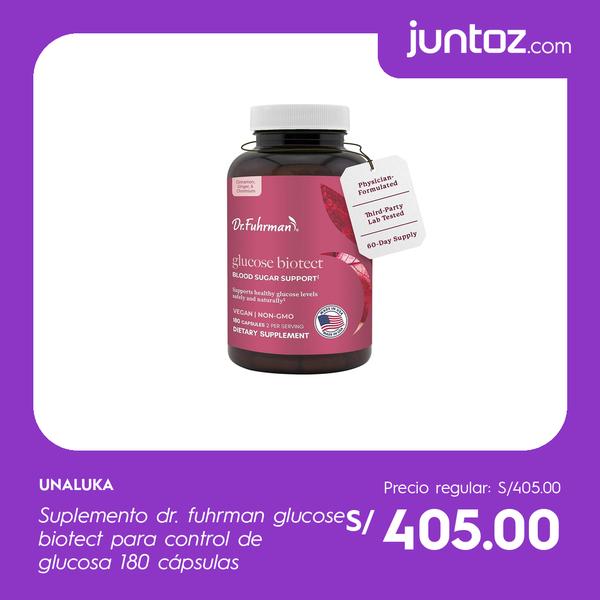 juntoz.com
Cinnamon,
Ginger, &
Chromium
Physician-
Formulated
Third-Party
Lab Tested
60-Day Supply
Dr. Fuhrman
glucose biotect
BLOOD SUGAR SUPPORT‡
Supports healthy glucose levels
safely and naturally‡
VEGAN | NON-GMO
180 CAPSULES 2 PER SERVING
DIETARY SUPPLEMENT
UNALUKA
Precio regular: S/405.00
Suplemento dr. fuhrman glucose
biotect para control de
glucosa 180 cápsulas
S/ 405.00